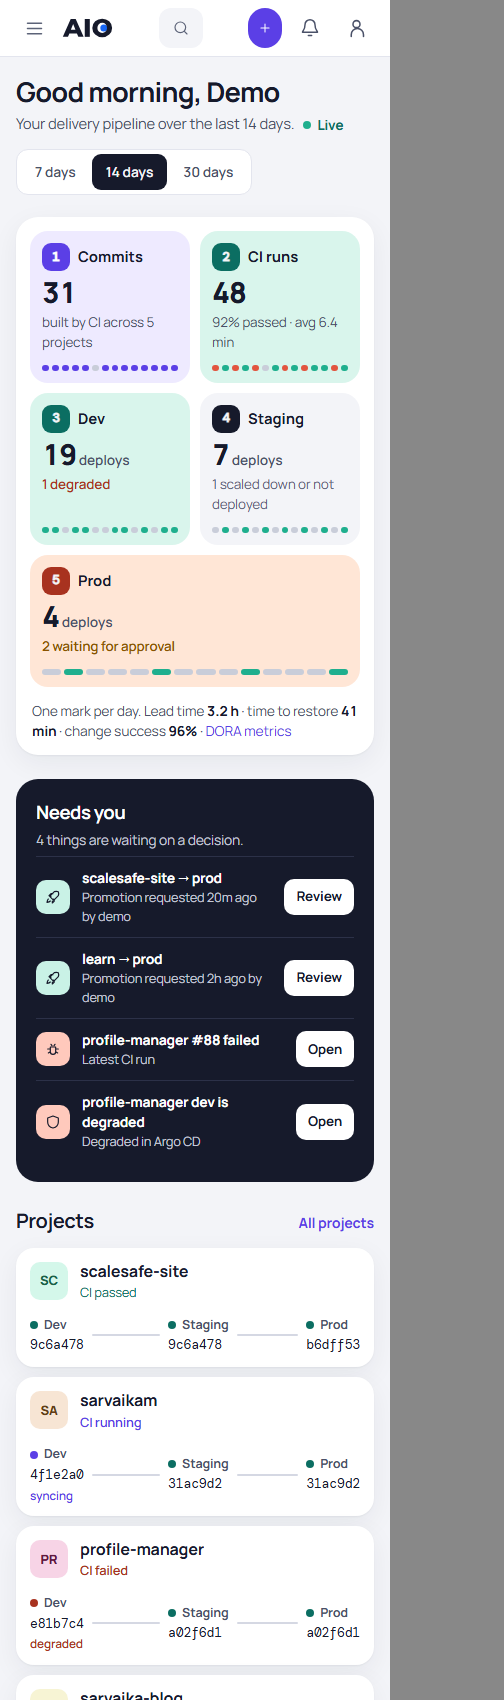 AIO
Good morning, Demo
Your delivery pipeline over the last 14 days. Live
7 days 14 days 30 days
1 Commits
31
built by CI across 5
projects
2 CI runs
48
92% passed · avg 6.4
min
3 Dev
19 deploys
1 degraded
4 Staging
7 deploys
1 scaled down or not
deployed
5 Prod
4 deploys
2 waiting for approval
One mark per day. Lead time 3.2 h · time to restore 41
min · change success 96% · DORA metrics
Needs you
4 things are waiting on a decision.
scalesafe-site → prod
Promotion requested 20m ago
by demo
Review
learn → prod
Promotion requested 2h ago by
demo
Review
profile-manager #88 failed
Latest CI run
Open
profile-manager dev is
degraded
Degraded in Argo CD
Open
Projects All projects
SC scalesafe-site
CI passed
Dev Staging Prod
9c6a478 9c6a478 b6dff53
SA sarvaikam
CI running
Dev Staging Prod
4f1e2a0 31ac9d2 31ac9d2
syncing
PR profile-manager
CI failed
Dev Staging Prod
e81b7c4 a02f6d1 a02f6d1
degraded
sarvaika-blog